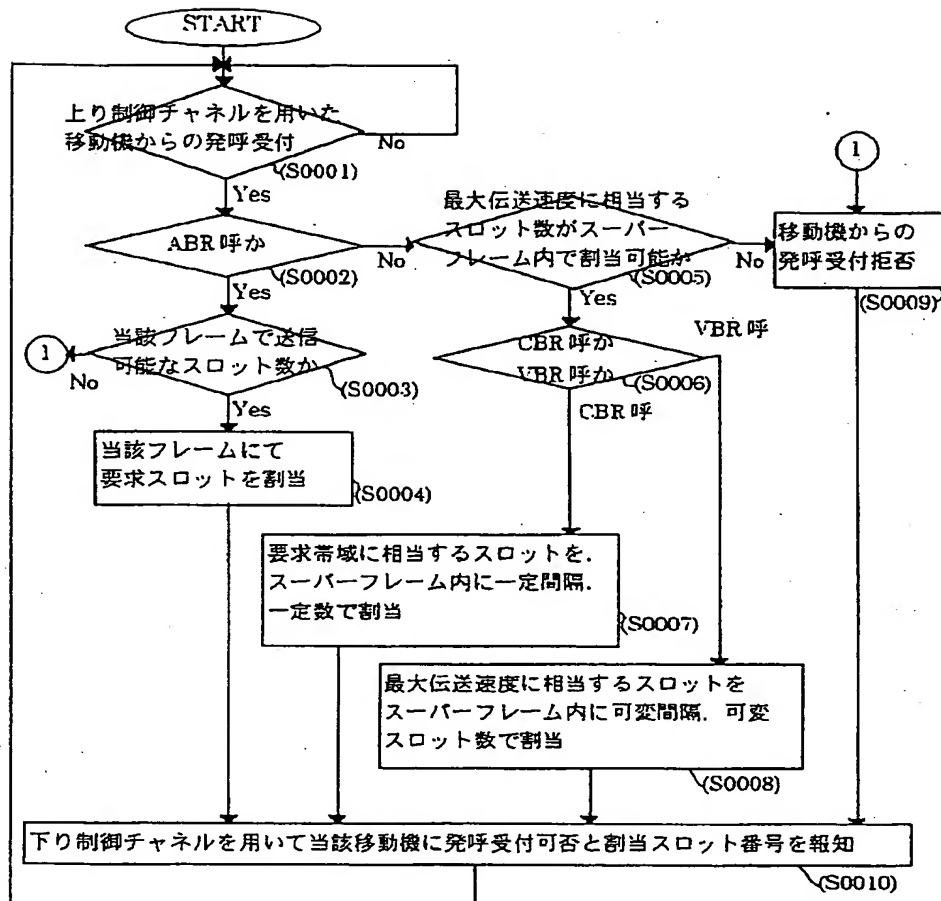 START
上り制御チャネルを用いた
移動機からの発呼受付
No
(S0001)
Yes
ABR呼か
No
(S0002)
Yes
当該フレームで送信
可能なスロット数か
1
No
(S0003)
Yes
当該フレームにて
要求スロットを割当
(S0004)
最大伝送速度に相当する
スロット数がスーパー
フレーム内で割当可能か
No
(S0005)
Yes
CBR呼か
VBR呼か
(S0006)
VBR呼
CBR呼
1
移動機からの
発呼受付拒否
(S0009)
要求帯域に相当するスロットを,
スーパーフレーム内に一定間隔,
一定数で割当
(S0007)
最大伝送速度に相当するスロットを
スーパーフレーム内に可変間隔, 可変
スロット数で割当
(S0008)
下り制御チャネルを用いて当該移動機に発呼受付可否と割当スロット番号を報知
(S0010)